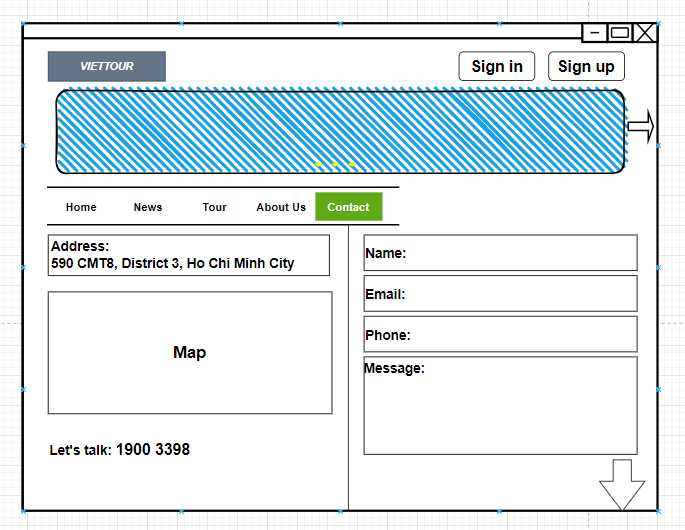 VIETTOUR
Sign in
Sign up
Home
News
Tour
About Us
Contact
Address:
590 CMT8, District 3, Ho Chi Minh City
Map
Let's talk: 1900 3398
Name:
Email:
Phone:
Message: